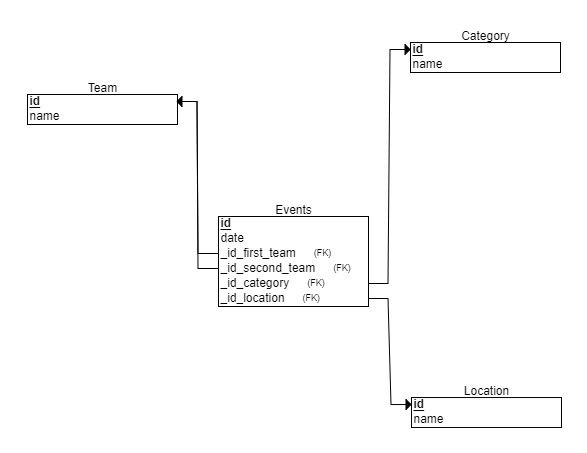 Category
id
name
Team
id
name
Events
id
date
_id_first_team (FK)
_id_second_team (FK)
_id_category (FK)
_id_location (FK)
Location
id
name